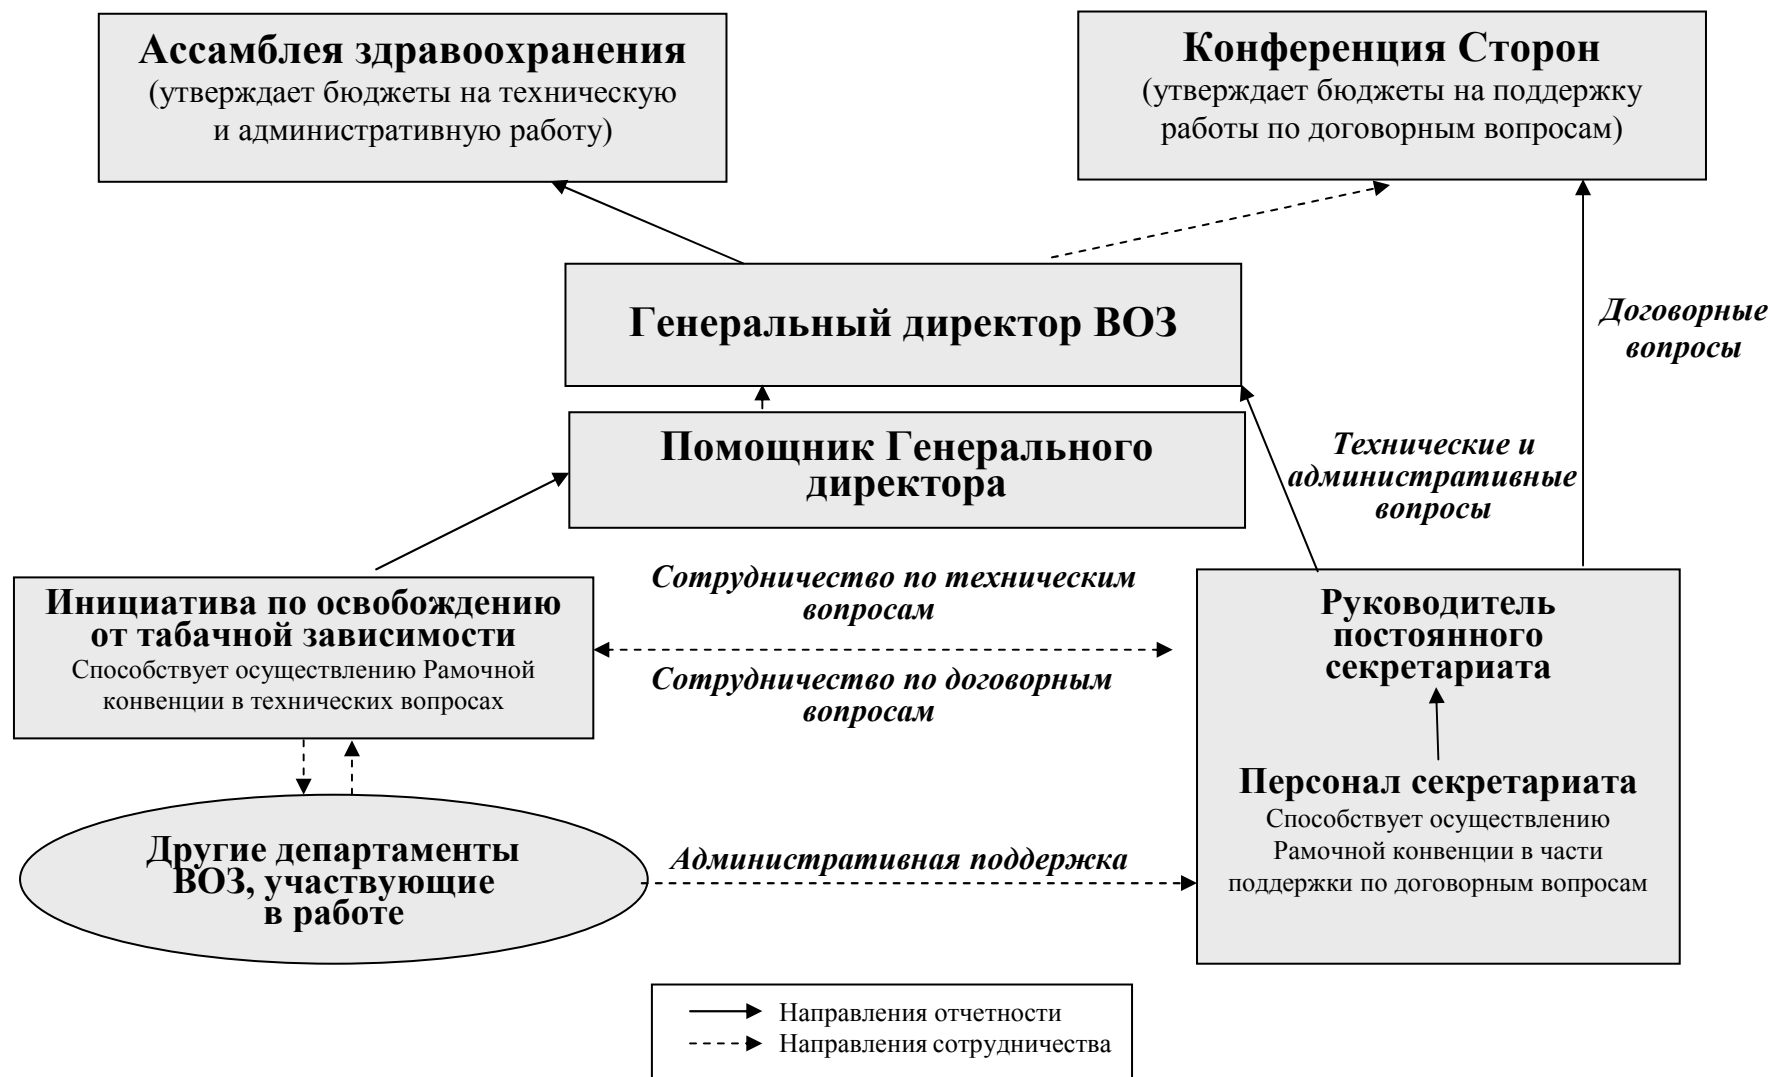 Ассамблея здравоохранения
(утверждает бюджеты на техническую
и административную работу)
Конференция Сторон
(утверждает бюджеты на поддержку
работы по договорным вопросам)
Генеральный директор ВОЗ
Договорные
вопросы
Помощник Генерального
директора
Технические и
административные
вопросы
Инициатива по освобождению
от табачной зависимости
Способствует осуществлению Рамочной
конвенции в технических вопросах
Сотрудничество по техническим
вопросам
Сотрудничество по договорным
вопросам
Руководитель
постоянного
секретариата
Персонал секретариата
Способствует осуществлению
Рамочной конвенции в части
поддержки по договорным вопросам
Другие департаменты
ВОЗ, участвующие
в работе
Административная поддержка
Направления отчетности
Направления сотрудничества